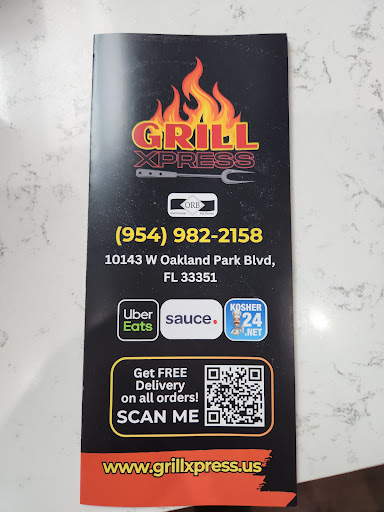 GRILL
XPRESS
ORB
(954) 982-2158
10143 W Oakland Park Blvd,
FL 33351
Uber
Eats
sauce.
KOSHER
24
.NET
Get FREE
Delivery
on all orders!
SCAN ME
www.grillxpress.us